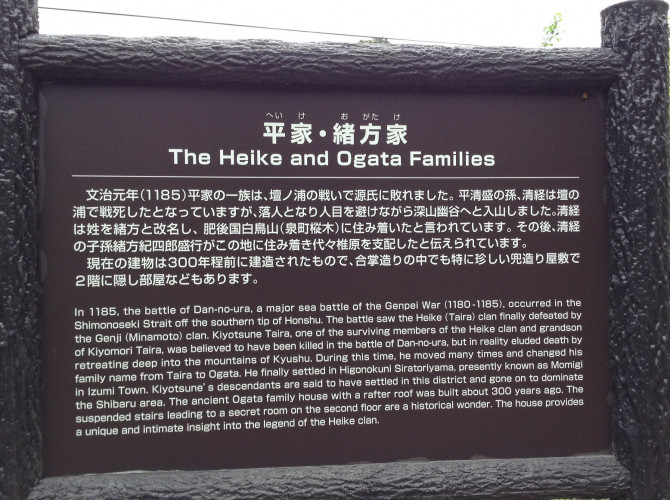 へいけ おがたけ
平家・緒方家
The Heike and Ogata Families
文治元年(1185)平家の一族は、壇ノ浦の戦いで源氏に敗れました。平清盛の孫、清経は壇の
浦で戦死したとなっていますが、落人となり人目を避けながら深山幽谷へと入山しました。清経
は姓を緒方と改名し、肥後国白鳥山(泉町樅木)に住み着いたと言われています。その後、清経
の子孫緒方紀四郎盛行がこの地に住み着き代々椎原を支配したと伝えられています。
現在の建物は300年程前に建造されたもので、合掌造りの中でも特に珍しい兜造り屋敷で
2階に隠し部屋などもあります。
In 1185, the battle of Dan-no-ura, a major sea battle of the Genpei War (1180-1185), occurred in the
Shimonoseki Strait off the southern tip of Honshu. The battle saw the Heike (Taira) clan finally defeated by
the Genji (Minamoto) clan. Kiyotsune Taira, one of the surviving members of the Heike clan and grandson
of Kiyomori Taira, was believed to have been killed in the battle of Dan-no-ura, but in reality eluded death by
retreating deep into the mountains of Kyushu. During this time, he moved many times and changed his
family name from Taira to Ogata. He finally settled in Higonokuni Siratoriyama, presently known as Momigi
in Izumi Town. Kiyotsune's descendants are said to have settled in this district and gone on to dominate
the Shibaru area. The ancient Ogata family house with a rafter roof was built about 300 years ago. The
suspended stairs leading to a secret room on the second floor are a historical wonder. The house provides
a unique and intimate insight into the legend of the Heike clan.